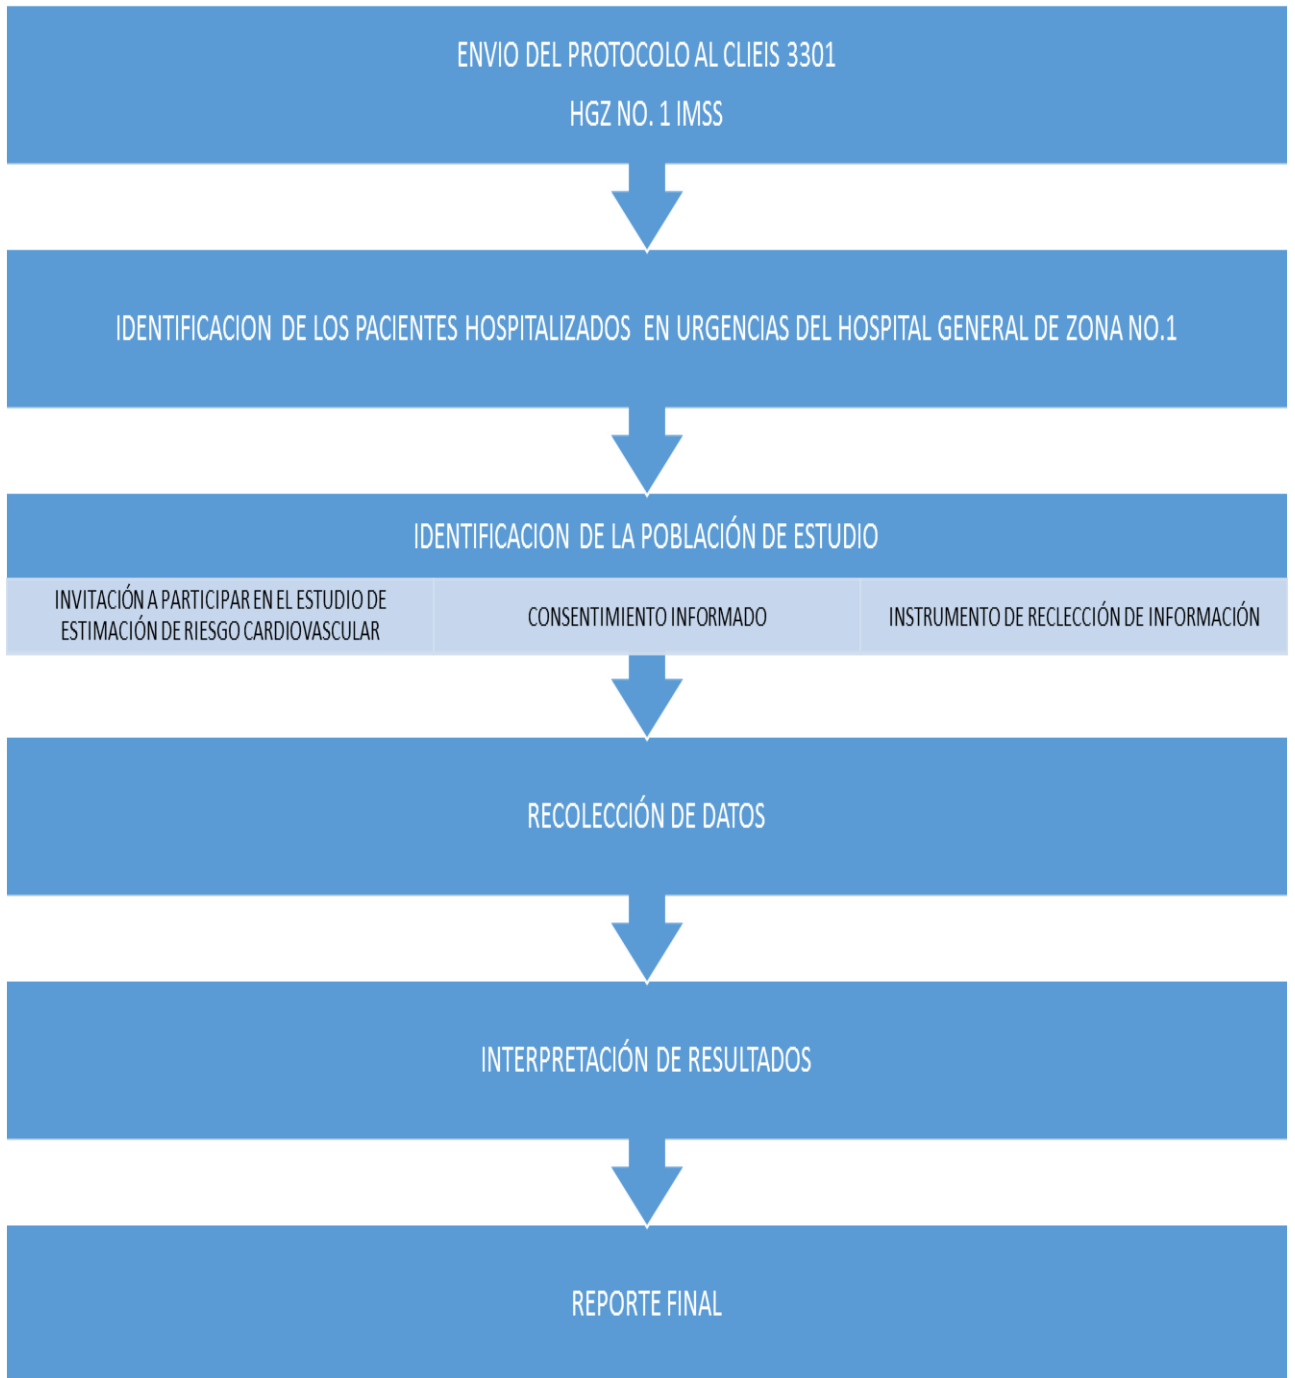 ENVIO DEL PROTOCOLO AL CLIEIS 3301
HGZ NO. 1 IMSS
IDENTIFICACION DE LOS PACIENTES HOSPITALIZADOS EN URGENCIAS DEL HOSPITAL GENERAL DE ZONA NO.1
IDENTIFICACION DE LA POBLACIÓN DE ESTUDIO
INVITACIÓN A PARTICIPAR EN EL ESTUDIO DE
ESTIMACIÓN DE RIESGO CARDIOVASCULAR
CONSENTIMIENTO INFORMADO
INSTRUMENTO DE RECLECCIÓN DE INFORMACIÓN
RECOLECCIÓN DE DATOS
INTERPRETACIÓN DE RESULTADOS
REPORTE FINAL